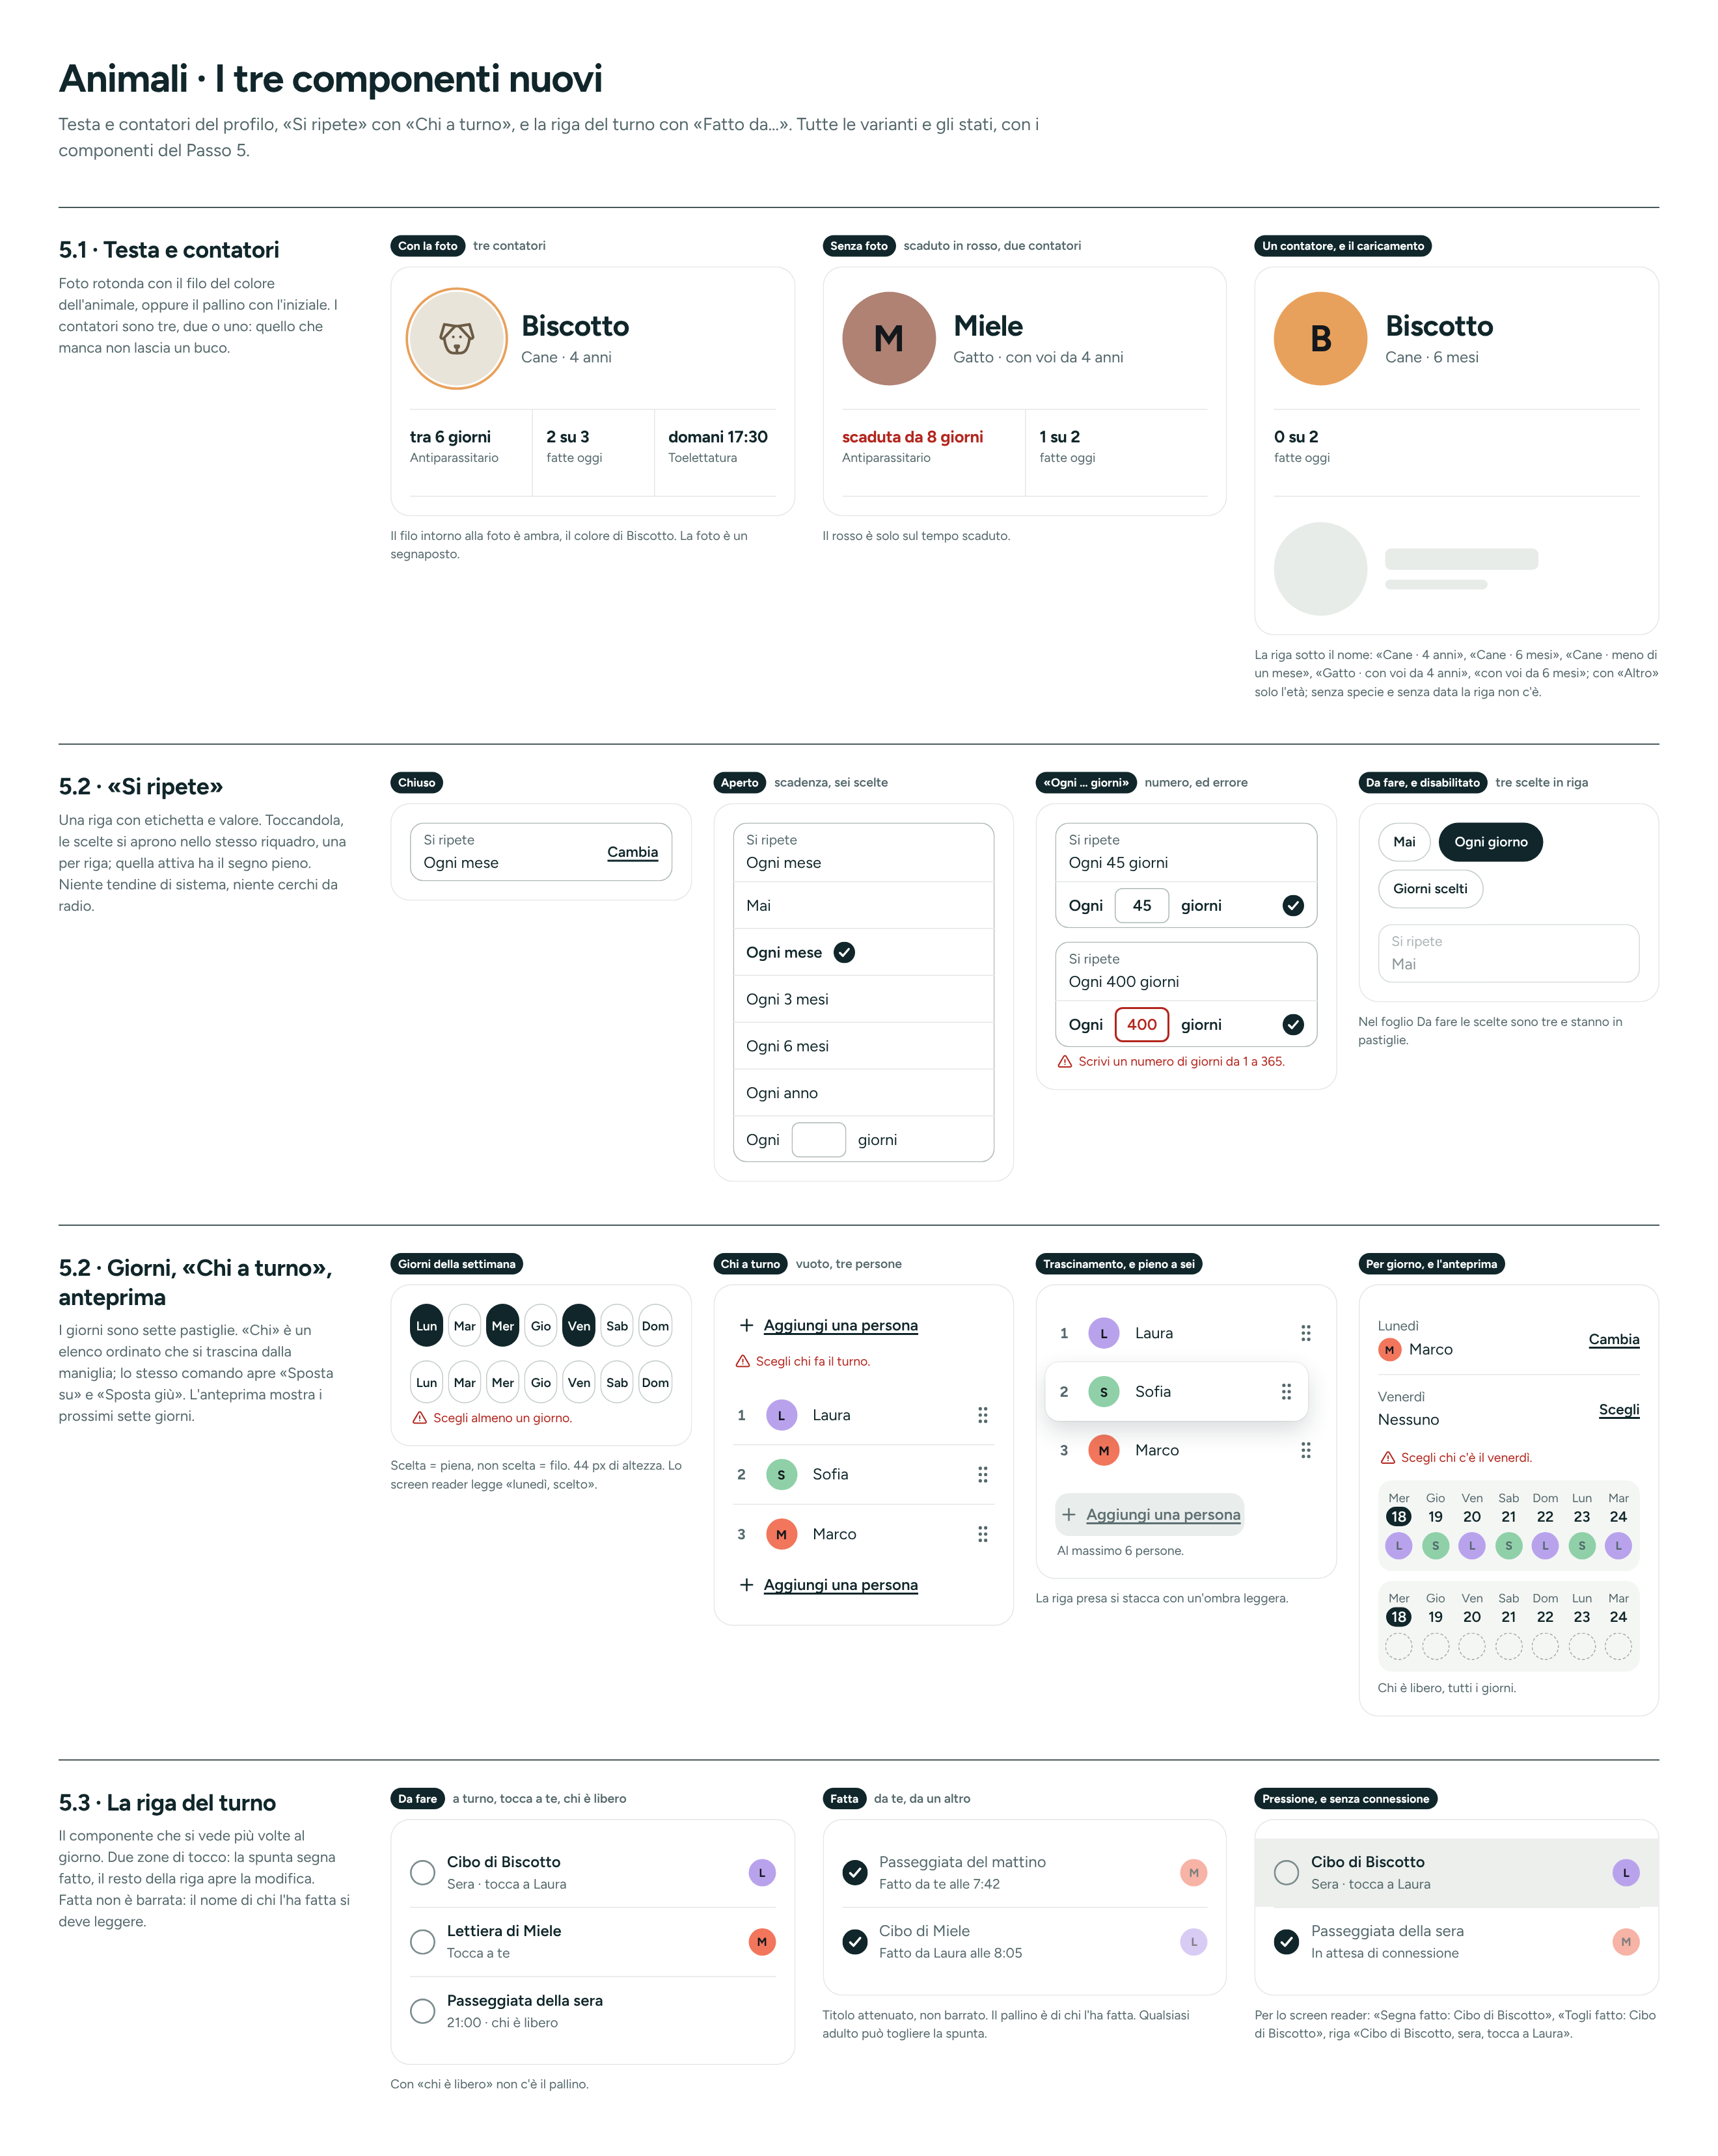 Animali · I tre componenti nuovi
Testa e contatori del profilo, «Si ripete» con «Chi a turno», e la riga del turno con «Fatto da...». Tutte le varianti e gli stati, con i
componenti del Passo 5.
5.1 · Testa e contatori
Foto rotonda con il filo del colore
dell'animale, oppure il pallino con l'iniziale. I
contatori sono tre, due o uno: quello che
manca non lascia un buco.
Con la foto tre contatori
Biscotto
Cane · 4 anni
tra 6 giorni
Antiparassitario
2 su 3
fatte oggi
domani 17:30
Toelettatura
Il filo intorno alla foto è ambra, il colore di Biscotto. La foto è un
segnaposto.
Senza foto scaduto in rosso, due contatori
M
Miele
Gatto · con voi da 4 anni
scaduta da 8 giorni
Antiparassitario
1 su 2
fatte oggi
Il rosso è solo sul tempo scaduto.
Un contatore, e il caricamento
B
Biscotto
Cane · 6 mesi
0 su 2
fatte oggi
La riga sotto il nome: «Cane · 4 anni», «Cane · 6 mesi», «Cane · meno di
un mese», «Gatto · con voi da 4 anni», «con voi da 6 mesi»; con «Altro»
solo l'età; senza specie e senza data la riga non c'è.
5.2 · «Si ripete»
Una riga con etichetta e valore. Toccandola,
le scelte si aprono nello stesso riquadro, una
per riga; quella attiva ha il segno pieno.
Niente tendine di sistema, niente cerchi da
radio.
Chiuso
Si ripete
Ogni mese
Cambia
Aperto scadenza, sei scelte
Si ripete
Ogni mese
Mai
Ogni mese
Ogni 3 mesi
Ogni 6 mesi
Ogni anno
Ogni giorni
«Ogni ... giorni» numero, ed errore
Si ripete
Ogni 45 giorni
Ogni 45 giorni
Si ripete
Ogni 400 giorni
Ogni 400 giorni
Scrivi un numero di giorni da 1 a 365.
Da fare, e disabilitato tre scelte in riga
Mai
Ogni giorno
Giorni scelti
Si ripete
Mai
Nel foglio Da fare le scelte sono tre e stanno in
pastiglie.
5.2 · Giorni, «Chi a turno»,
anteprima
I giorni sono sette pastiglie. «Chi» è un
elenco ordinato che si trascina dalla
maniglia; lo stesso comando apre «Sposta
su» e «Sposta giù». L'anteprima mostra i
prossimi sette giorni.
Giorni della settimana
Lun Mar Mer Gio Ven Sab Dom
Lun Mar Mer Gio Ven Sab Dom
Scegli almeno un giorno.
Scelta = piena, non scelta = filo. 44 px di altezza. Lo
screen reader legge «lunedì, scelto».
Chi a turno vuoto, tre persone
Aggiungi una persona
Scegli chi fa il turno.
1 L Laura
2 S Sofia
3 M Marco
Aggiungi una persona
Trascinamento, e pieno a sei
1 L Laura
2 S Sofia
3 M Marco
Aggiungi una persona
Al massimo 6 persone.
La riga presa si stacca con un'ombra leggera.
Per giorno, e l'anteprima
Lunedì
M Marco
Cambia
Venerdì
Nessuno
Scegli
Scegli chi c'è il venerdì.
Mer Gio Ven Sab Dom Lun Mar
18 19 20 21 22 23 24
L S L S L S L
Mer Gio Ven Sab Dom Lun Mar
18 19 20 21 22 23 24
Chi è libero, tutti i giorni.
5.3 · La riga del turno
Il componente che si vede più volte al
giorno. Due zone di tocco: la spunta segna
fatto, il resto della riga apre la modifica.
Fatta non è barrata: il nome di chi l'ha fatta si
deve leggere.
Da fare a turno, tocca a te, chi è libero
Cibo di Biscotto
Sera · tocca a Laura
L
Lettiera di Miele
Tocca a te
M
Passeggiata della sera
21:00 · chi è libero
Con «chi è libero» non c'è il pallino.
Fatta da te, da un altro
Passeggiata del mattino
Fatto da te alle 7:42
M
Cibo di Miele
Fatto da Laura alle 8:05
L
Titolo attenuato, non barrato. Il pallino è di chi l'ha fatta. Qualsiasi
adulto può togliere la spunta.
Pressione, e senza connessione
Cibo di Biscotto
Sera · tocca a Laura
L
Passeggiata della sera
In attesa di connessione
M
Per lo screen reader: «Segna fatto: Cibo di Biscotto», «Togli fatto: Cibo
di Biscotto», riga «Cibo di Biscotto, sera, tocca a Laura».